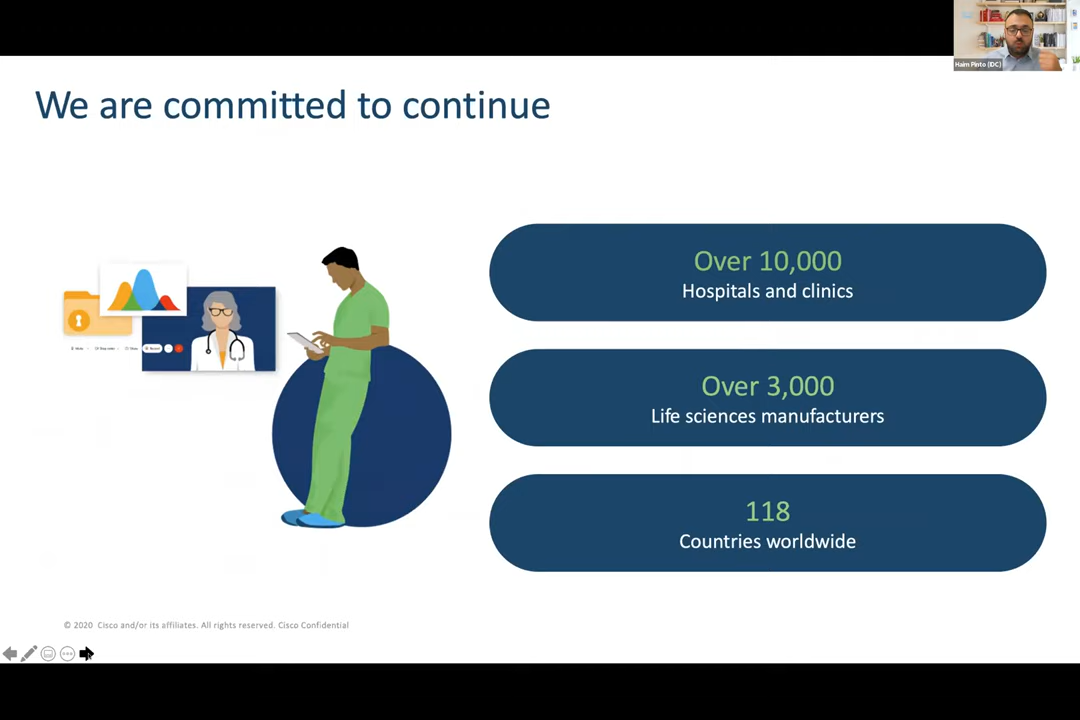 Haim Pinto (IDC)
We are committed to continue
Over 10,000
Hospitals and clinics
Over 3,000
Life sciences manufacturers
118
Countries worldwide
© 2020 Cisco and/or its affiliates. All rights reserved. Cisco Confidential